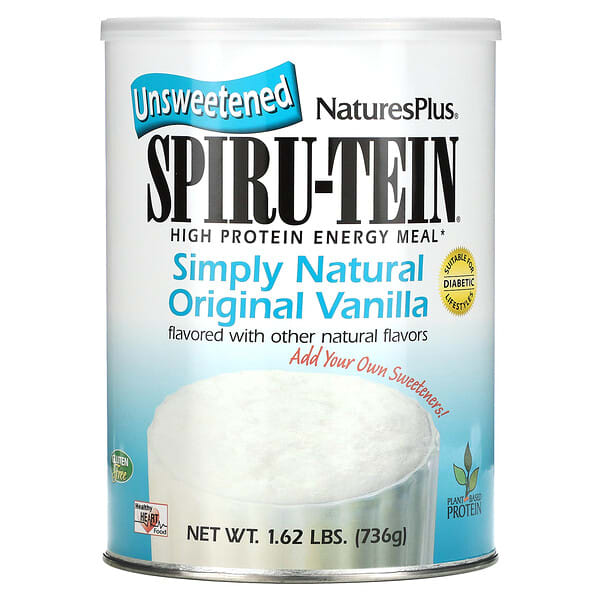 Unsweetened
NaturesPlus®
SPIRU-TEIN®
HIGH PROTEIN ENERGY MEAL*
Simply Natural
Original Vanilla
flavored with other natural flavors
SUITABLE FOR
DIABETIC
LIFESTYLES
Add Your Own Sweeteners!
GLUTEN
Free
Healthy
HEART
Food
PLANT-BASED
PROTEIN
NET WT. 1.62 LBS. (736g)